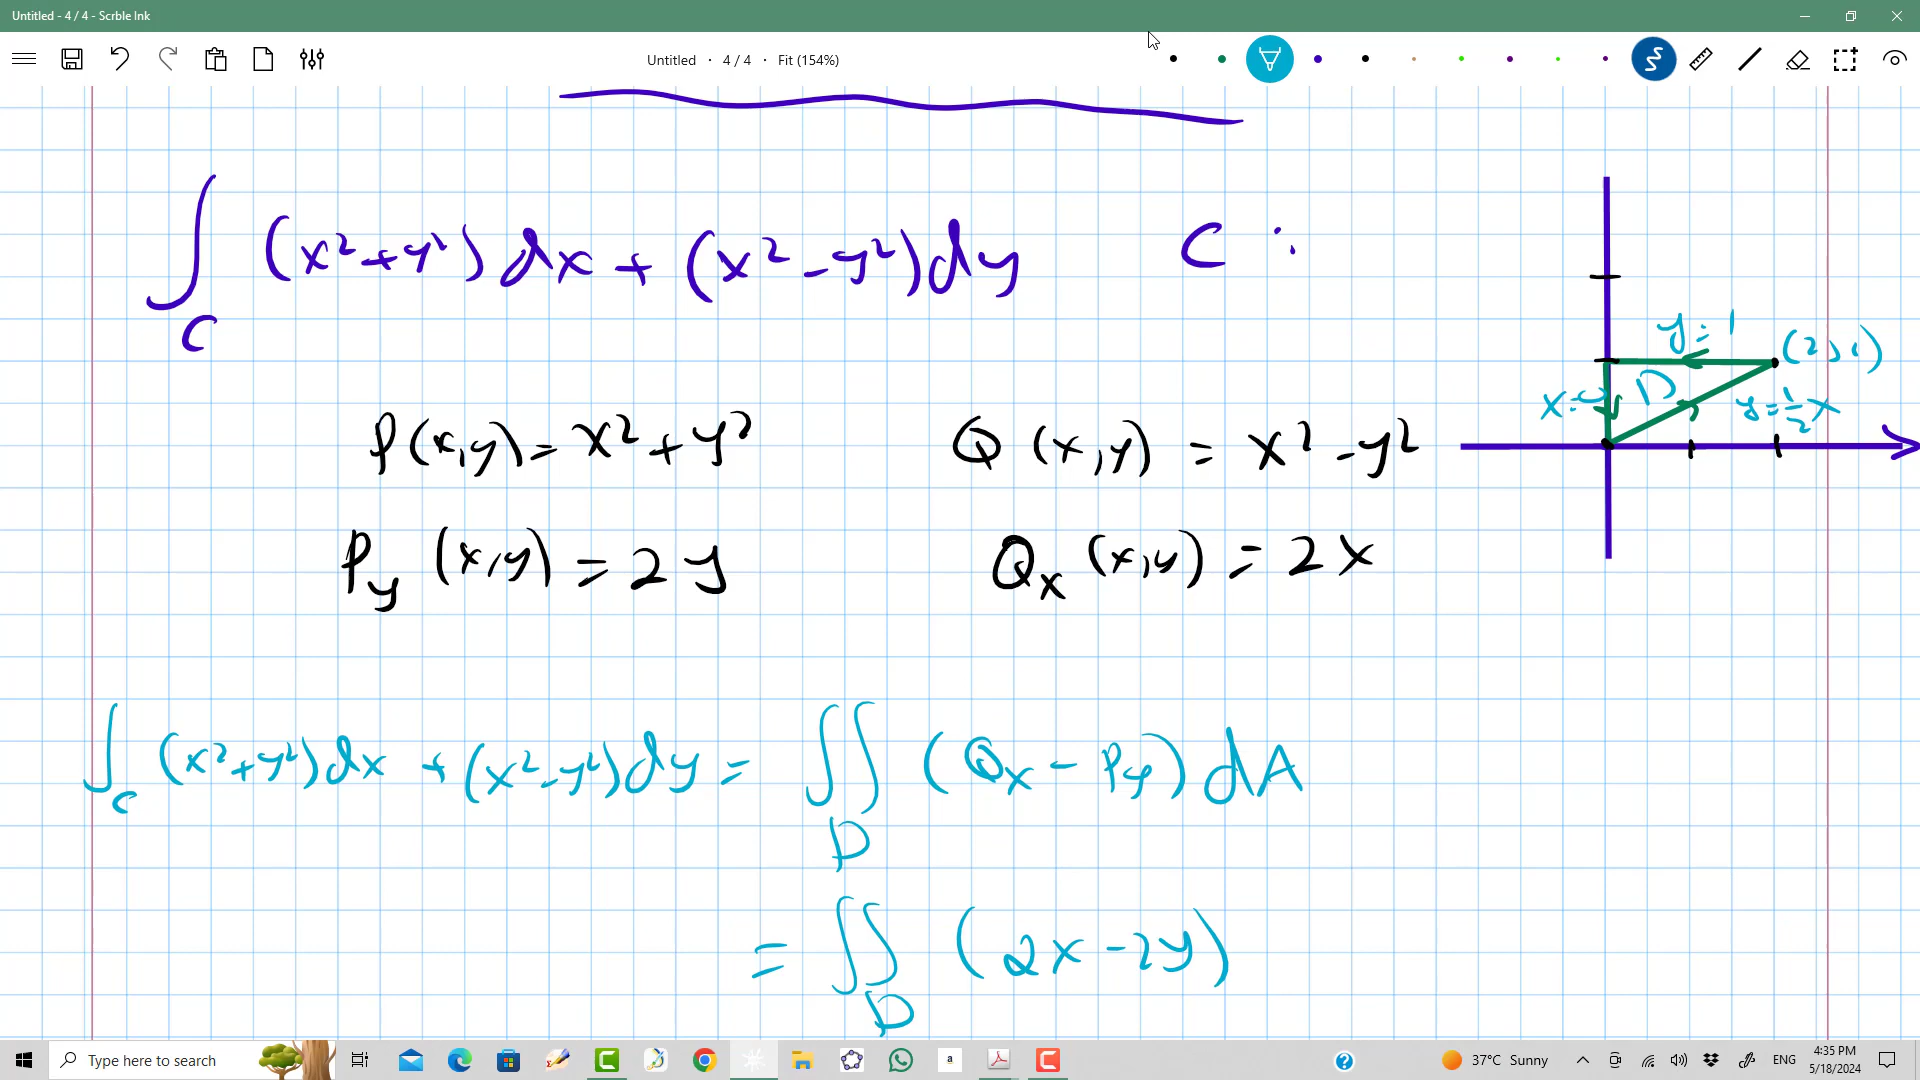 Untitled - 4 / 4 - Scrble Ink
Untitled · 4 / 4 · Fit (154%)
∫_C (x²+y²)dx + (x²-y²)dy C :
y=1
(2,1)
x=0 D y=½x
P(x,y)=x²+y² Q(x,y)=x²-y²
P_y(x,y)=2y Q_x(x,y)=2x
∫_C (x²+y²)dx + (x²-y²)dy = ∬_D (Q_x - P_y)dA
= ∬_D (2x-2y)
Type here to search
a
37°C Sunny
ENG
4:35 PM
5/18/2024